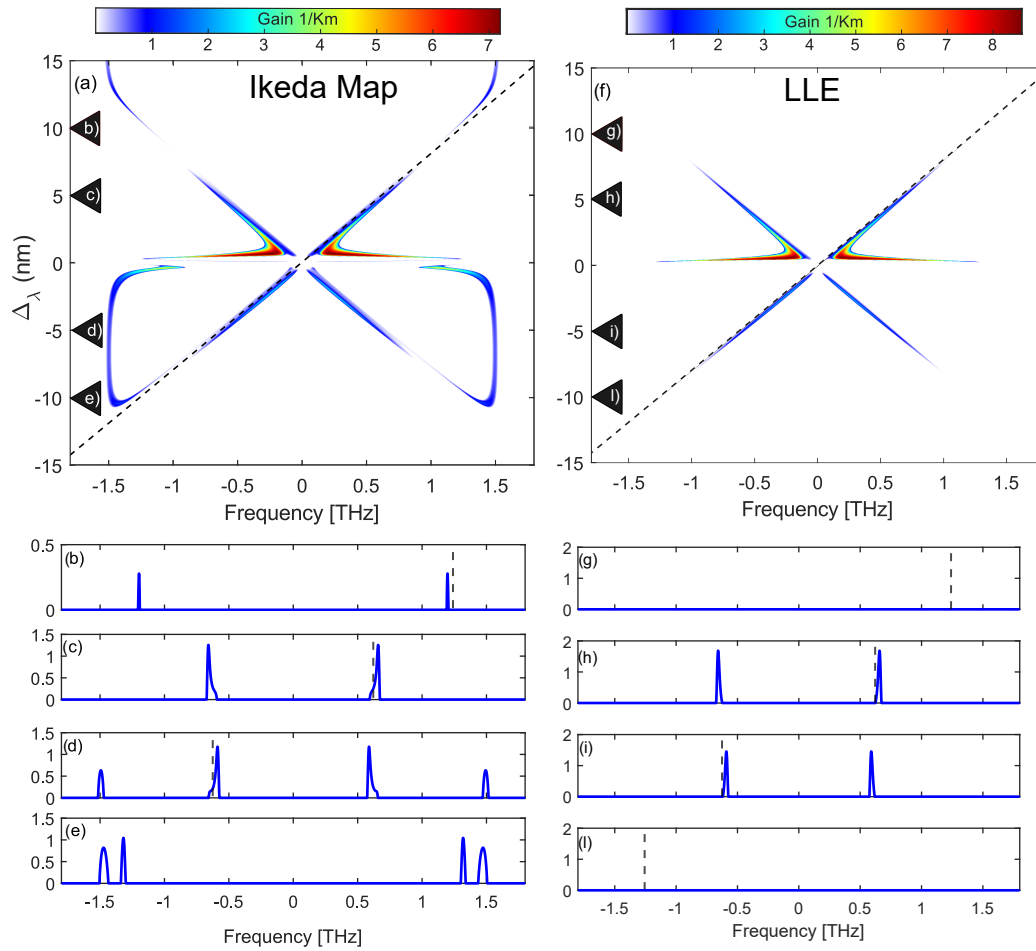 Gain 1/Km
1 2 3 4 5 6 7
(a) Ikeda Map
15
10
5
0
-5
-10
-15
b)
c)
d)
e)
Δλ (nm)
-1.5 -1 -0.5 0 0.5 1 1.5
Frequency [THz]
Gain 1/Km
1 2 3 4 5 6 7 8
(f) LLE
15
10
5
0
-5
-10
-15
g)
h)
i)
l)
-1.5 -1 -0.5 0 0.5 1 1.5
Frequency [THz]
(b)
0.5
0
(c)
1.5
1
0.5
0
(d)
1.5
1
0.5
0
(e)
1.5
1
0.5
0
-1.5 -1 -0.5 0 0.5 1 1.5
Frequency [THz]
(g)
2
1
0
(h)
2
1
0
(i)
2
1
0
(l)
2
1
0
-1.5 -1 -0.5 0 0.5 1 1.5
Frequency [THz]